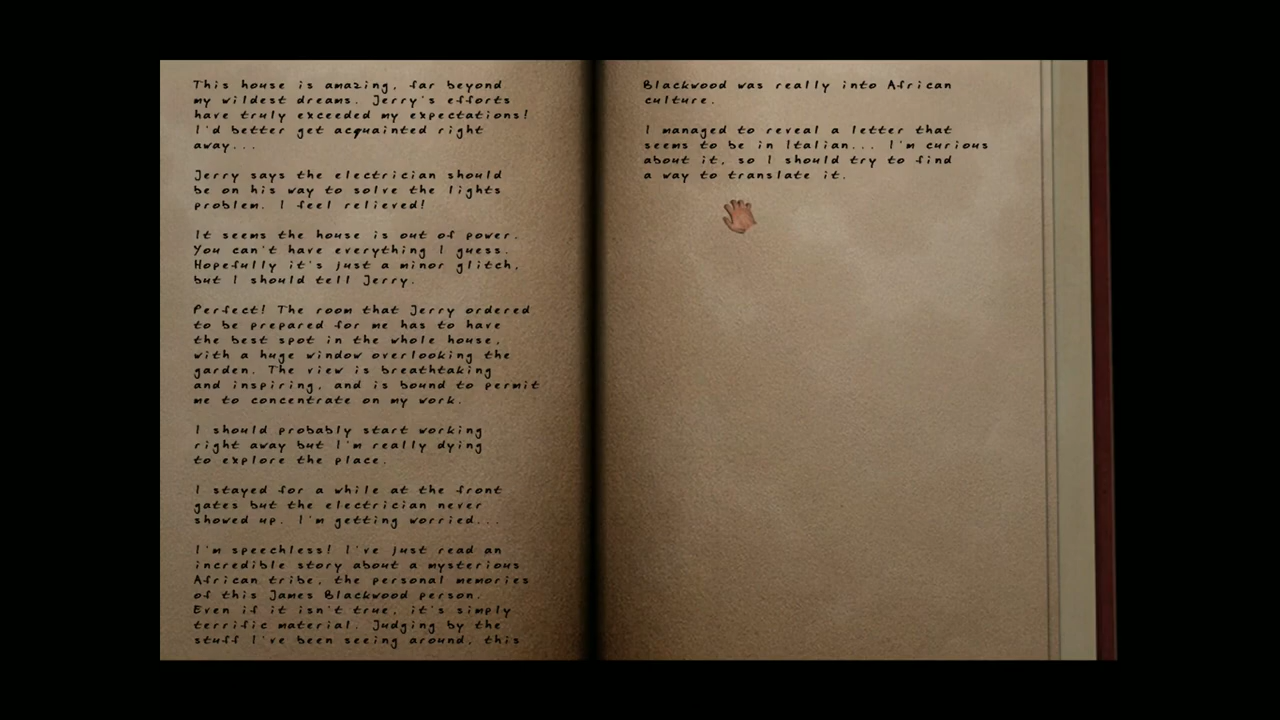 This house is amazing, far beyond
my wildest dreams. Jerry's efforts
have truly exceeded my expectations!
I'd better get acquainted right
away...
Jerry says the electrician should
be on his way to solve the lights
problem. I feel relieved!
It seems the house is out of power.
You can't have everything I guess.
Hopefully it's just a minor glitch,
but I should tell Jerry.
Perfect! The room that Jerry ordered
to be prepared for me has to have
the best spot in the whole house,
with a huge window overlooking the
garden. The view is breathtaking
and inspiring, and is bound to permit
me to concentrate on my work.
I should probably start working
right away but I'm really dying
to explore the place.
I stayed for a while at the front
gates but the electrician never
showed up. I'm getting worried...
I'm speechless! I've just read an
incredible story about a mysterious
African tribe, the personal memories
of this James Blackwood person.
Even if it isn't true, it's simply
terrific material. Judging by the
stuff I've been seeing around, this
Blackwood was really into African
culture.
I managed to reveal a letter that
seems to be in Italian... I'm curious
about it, so I should try to find
a way to translate it.